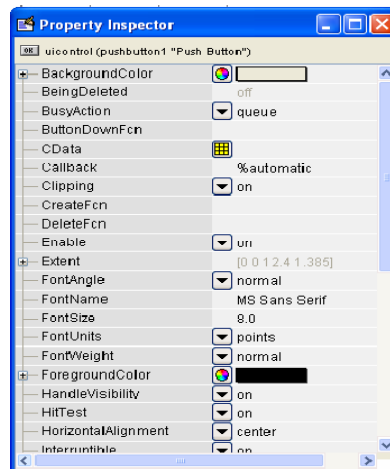 Property Inspector
OK uicontrol (pushbutton1 "Push Button")
BackgroundColor
BeingDeleted off
BusyAction queue
ButtonDownFcn
CData
Callback %automatic
Clipping on
CreateFcn
DeleteFcn
Enable on
Extent [0 0 12.4 1.385]
FontAngle normal
FontName MS Sans Serif
FontSize 8.0
FontUnits points
FontWeight normal
ForegroundColor
HandleVisibility on
HitTest on
HorizontalAlignment center
Interruptible on